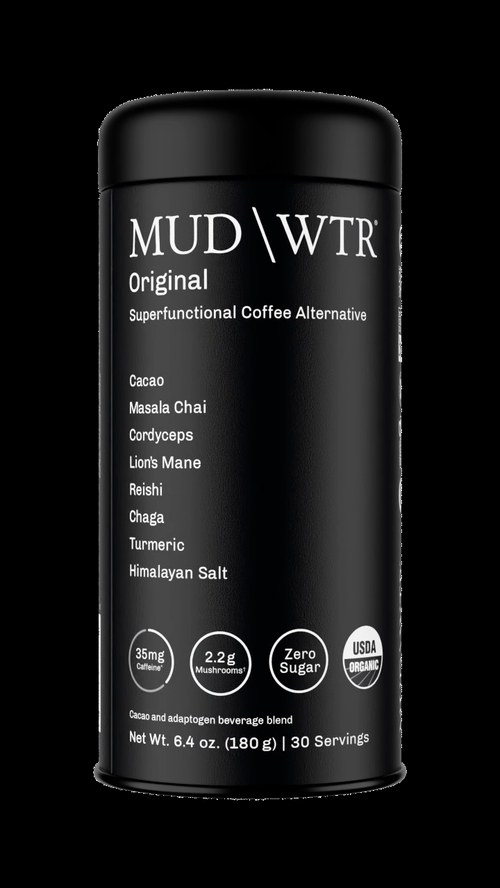 MUD\WTR®
Original
Superfunctional Coffee Alternative
Cacao
Masala Chai
Cordyceps
Lion's Mane
Reishi
Chaga
Turmeric
Himalayan Salt
35mg
Caffeine†
2.2g
Mushrooms†
Zero
Sugar
USDA
ORGANIC
Cacao and adaptogen beverage blend
Net Wt. 6.4 oz. (180 g) | 30 Servings